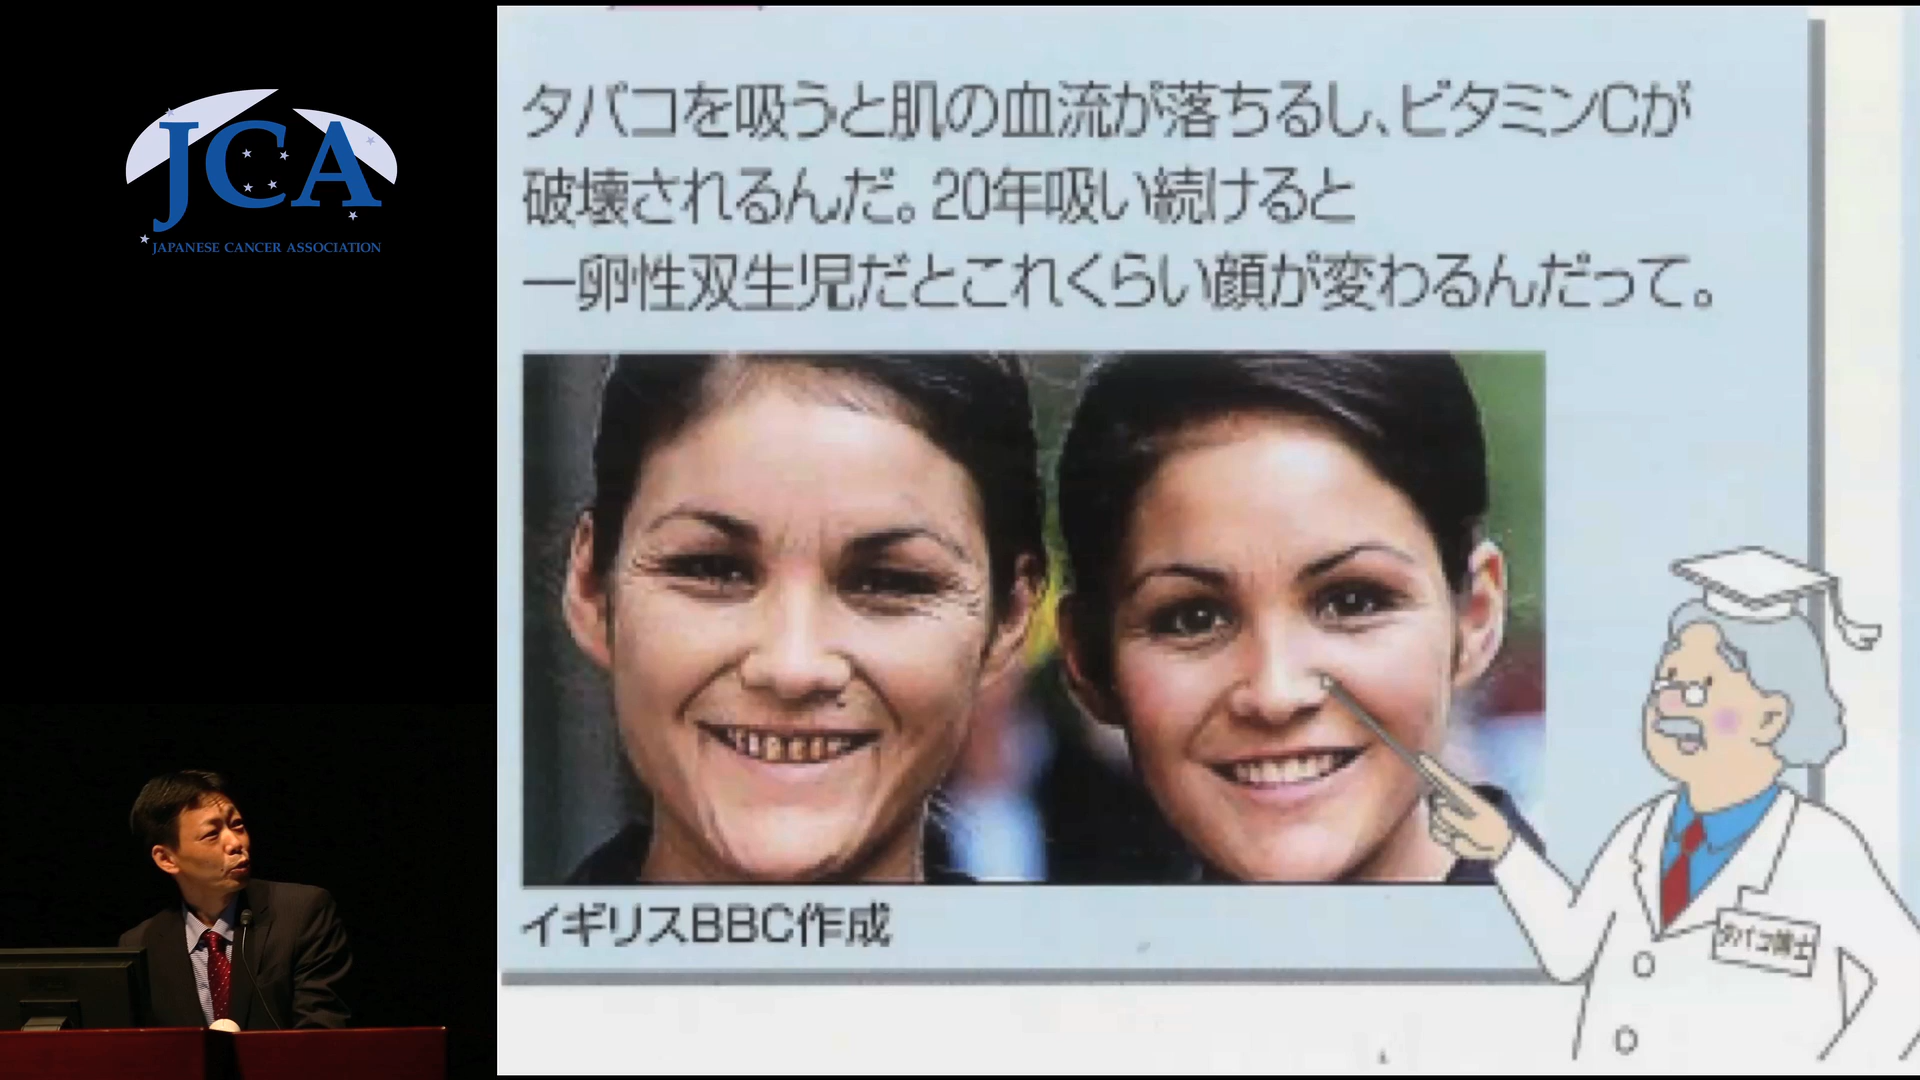 JCA
JAPANESE CANCER ASSOCIATION
タバコを吸うと肌の血流が落ちるし、ビタミンCが
破壊されるんだ。20年吸い続けると
一卵性双生児だとこれくらい顔が変わるんだって。
イギリスBBC作成
タバコ博士